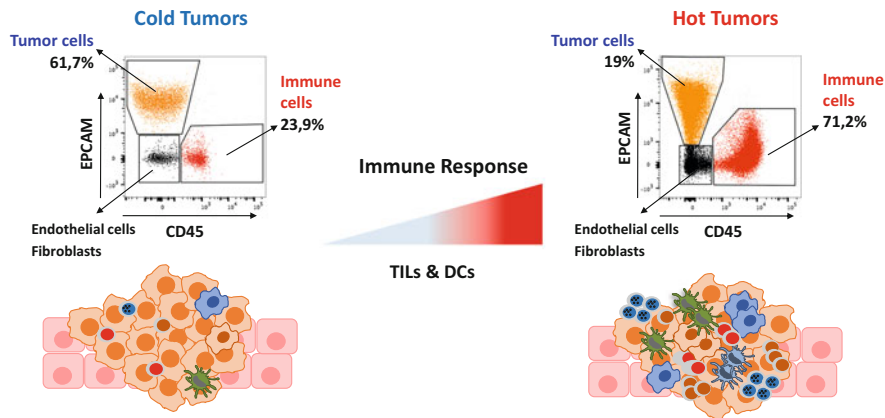 Cold Tumors
Tumor cells
61,7%
Immune
cells
23,9%
EPCAM
CD45
Endothelial cells
Fibroblasts
Immune Response
TILs & DCs
Hot Tumors
Tumor cells
19%
Immune
cells
71,2%
EPCAM
CD45
Endothelial cells
Fibroblasts